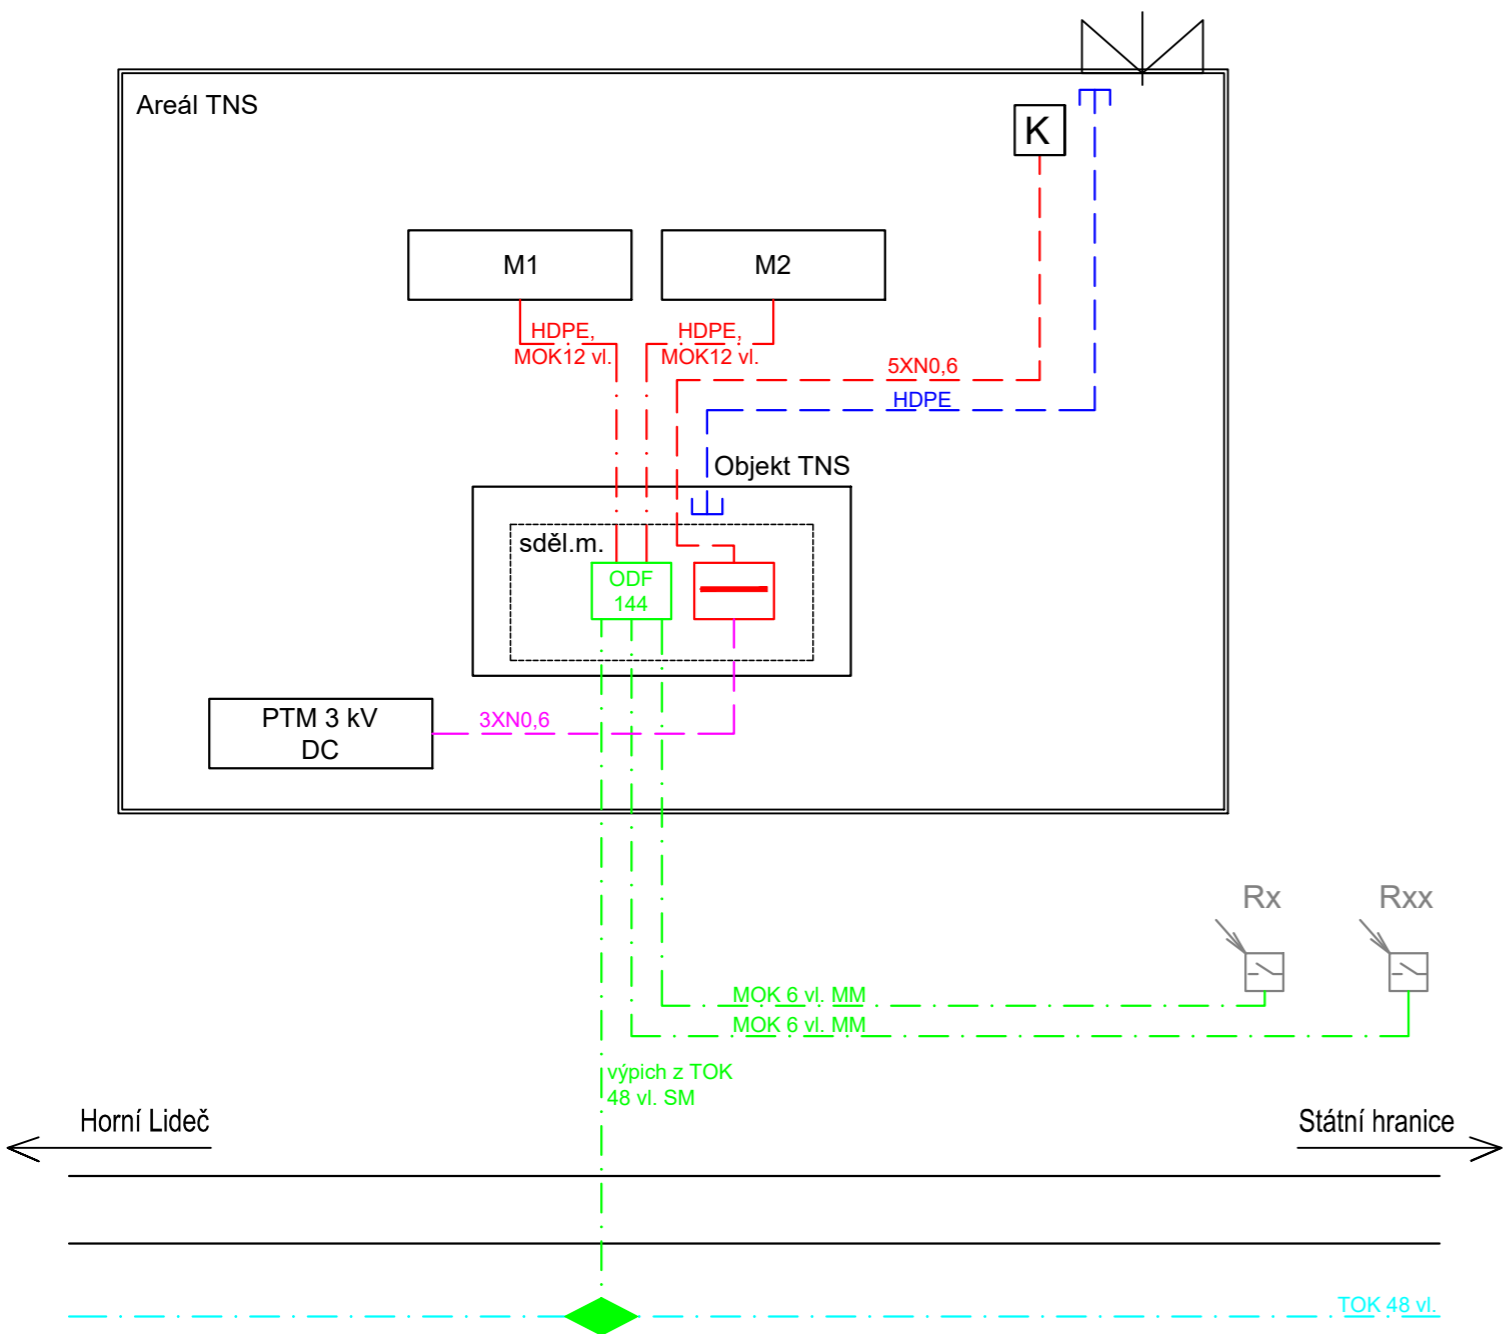 Areál TNS
K
M1
M2
HDPE,
MOK12 vl.
HDPE,
MOK12 vl.
5XN0,6
HDPE
Objekt TNS
sděl.m.
ODF
144
PTM 3 kV
DC
3XN0,6
Rx
Rxx
MOK 6 vl. MM
MOK 6 vl. MM
výpich z TOK
48 vl. SM
Horní Lideč
Státní hranice
TOK 48 vl.